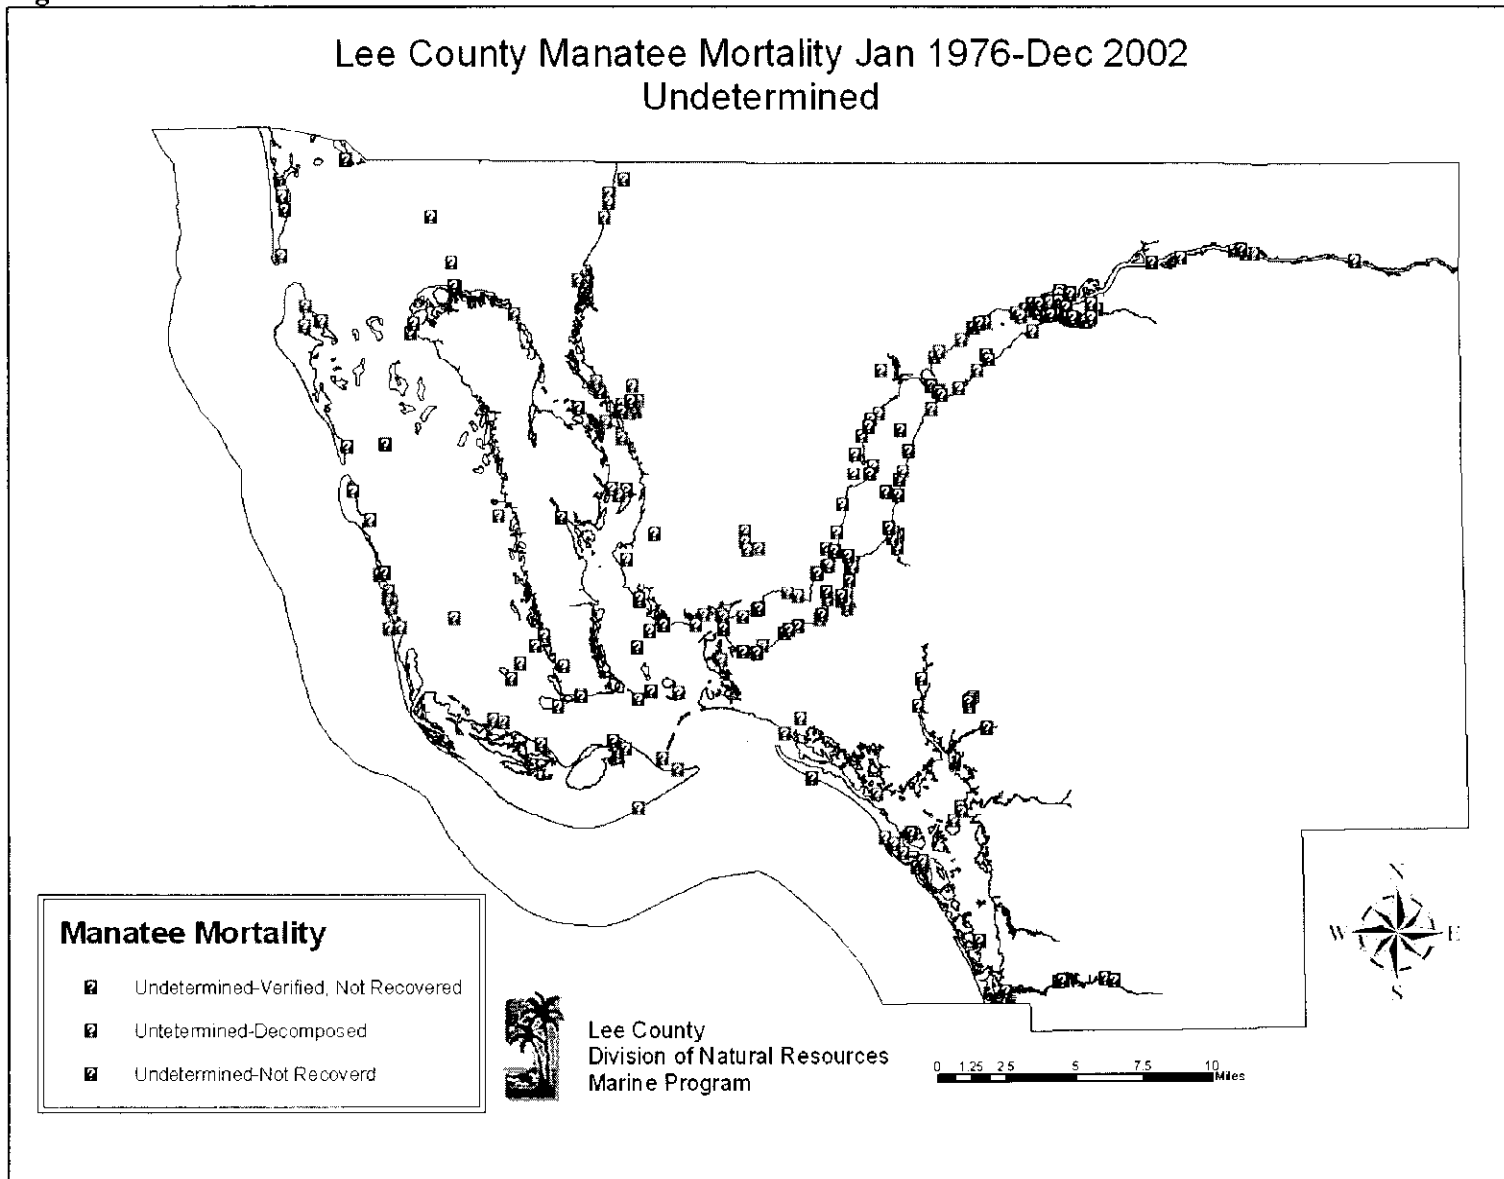 Lee County Manatee Mortality Jan 1976-Dec 2002
Undetermined
Manatee Mortality
Undetermined-Verified, Not Recovered
Untetermined-Decomposed
Undetermined-Not Recoverd
Lee County
Division of Natural Resources
Marine Program
0 1.25 2.5 5 7.5 10
Miles
N
W E
S